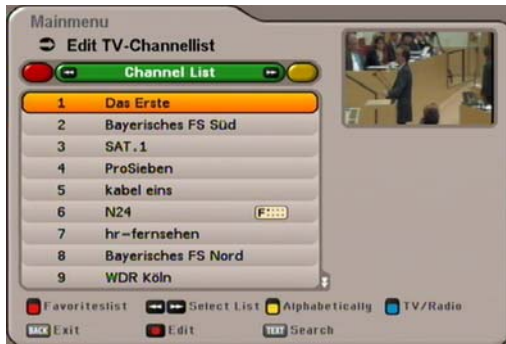 Mainmenu
Edit TV-Channellist
Channel List
1 Das Erste
2 Bayerisches FS Süd
3 SAT.1
4 ProSieben
5 kabel eins
6 N24 F::::
7 hr-fernsehen
8 Bayerisches FS Nord
9 WDR Köln
Favoriteslist Select List Alphabetically TV/Radio
BACK Exit Edit TEXT Search